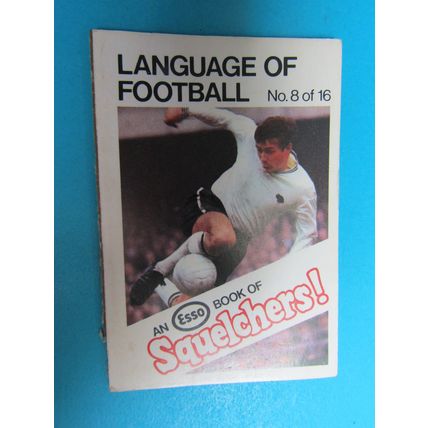 LANGUAGE OF
FOOTBALL No. 8 of 16
AN Esso BOOK OF
Squelchers!